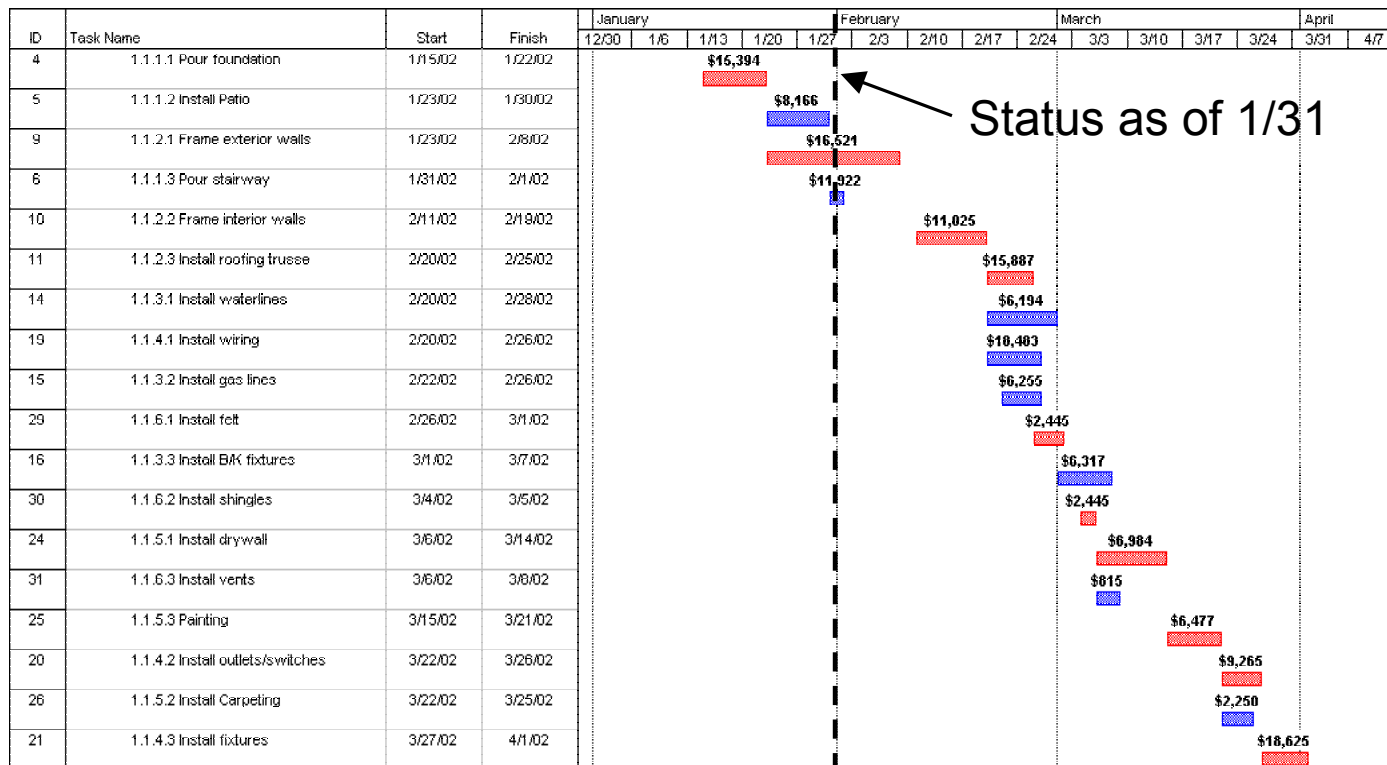 January February March April
ID Task Name Start Finish 12/30 1/6 1/13 1/20 1/27 2/3 2/10 2/17 2/24 3/3 3/10 3/17 3/24 3/31 4/7
4 1.1.1.1 Pour foundation 1/15/02 1/22/02 $15,394
5 1.1.1.2 Install Patio 1/23/02 1/30/02 $8,166
Status as of 1/31
9 1.1.2.1 Frame exterior walls 1/23/02 2/8/02 $16,521
6 1.1.1.3 Pour stairway 1/31/02 2/1/02 $11,922
10 1.1.2.2 Frame interior walls 2/11/02 2/19/02 $11,025
11 1.1.2.3 Install roofing trusse 2/20/02 2/25/02 $15,887
14 1.1.3.1 Install waterlines 2/20/02 2/28/02 $6,194
19 1.1.4.1 Install wiring 2/20/02 2/26/02 $18,483
15 1.1.3.2 Install gas lines 2/22/02 2/26/02 $6,255
29 1.1.6.1 Install felt 2/26/02 3/1/02 $2,445
16 1.1.3.3 Install B/K fixtures 3/1/02 3/7/02 $6,317
30 1.1.6.2 Install shingles 3/4/02 3/5/02 $2,445
24 1.1.5.1 Install drywall 3/6/02 3/14/02 $6,984
31 1.1.6.3 Install vents 3/6/02 3/8/02 $815
25 1.1.5.3 Painting 3/15/02 3/21/02 $6,477
20 1.1.4.2 Install outlets/switches 3/22/02 3/26/02 $9,265
26 1.1.5.2 Install Carpeting 3/22/02 3/25/02 $2,250
21 1.1.4.3 Install fixtures 3/27/02 4/1/02 $18,625